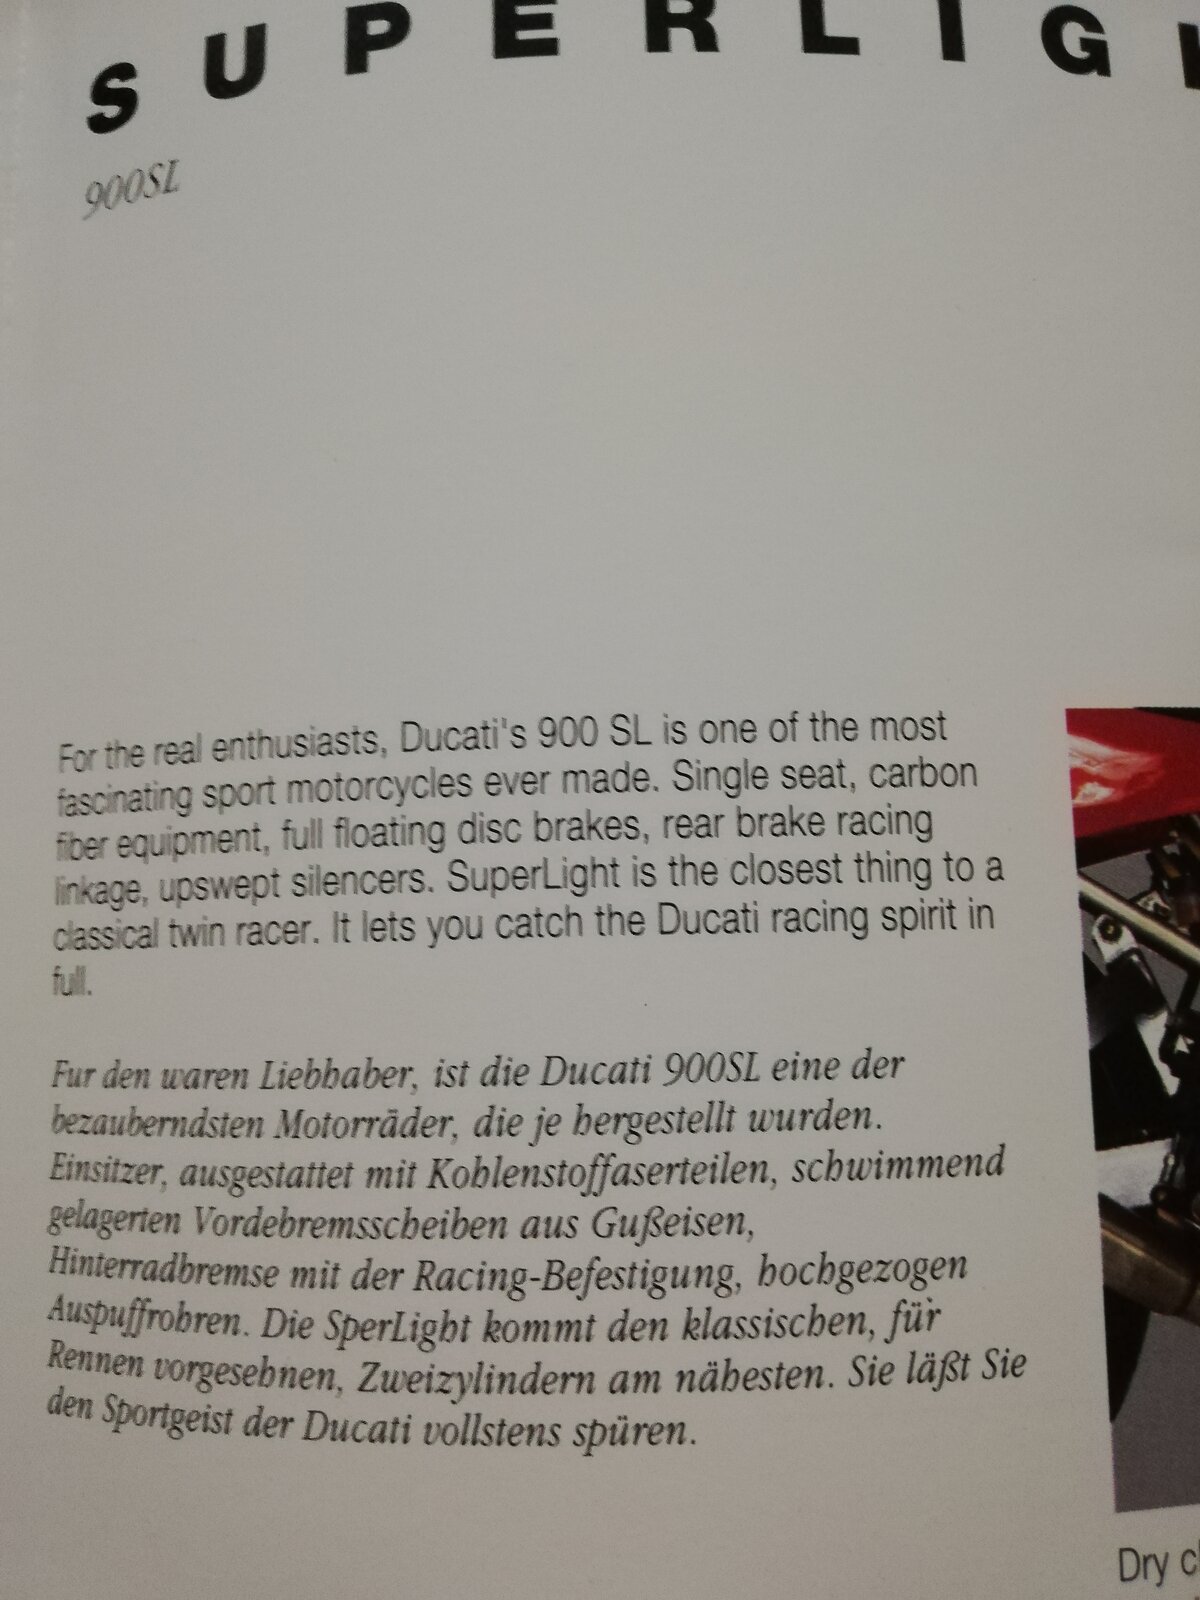 SUPERLIG
900SL
For the real enthusiasts, Ducati's 900 SL is one of the most
fascinating sport motorcycles ever made. Single seat, carbon
fiber equipment, full floating disc brakes, rear brake racing
linkage, upswept silencers. SuperLight is the closest thing to a
classical twin racer. It lets you catch the Ducati racing spirit in
full.
Fur den waren Liebhaber, ist die Ducati 900SL eine der
bezauberndsten Motorräder, die je hergestellt wurden.
Einsitzer, ausgestattet mit Kohlenstoffaserteilen, schwimmend
gelagerten Vordebremsscheiben aus Gußeisen,
Hinterradbremse mit der Racing-Befestigung, hochgezogen
Auspuffrohren. Die SperLight kommt den klassischen, für
Rennen vorgesehnen, Zweizylindern am nähesten. Sie läßt Sie
den Sportgeist der Ducati vollstens spüren.
Dry c